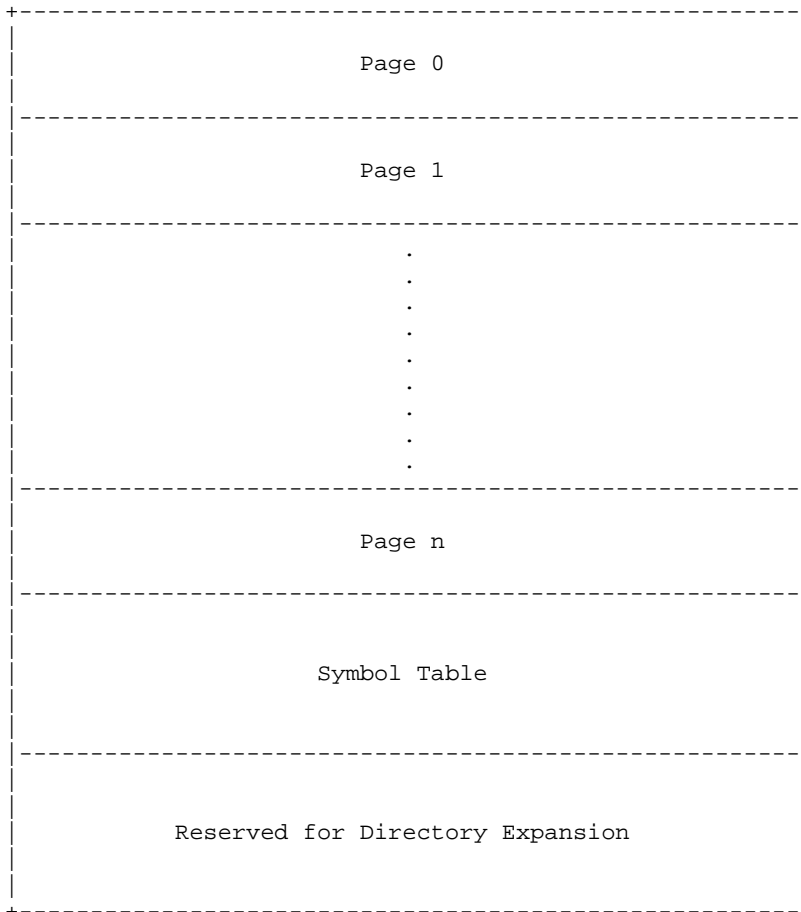 Page 0
Page 1
.
.
.
.
.
.
.
.
.
Page n
Symbol Table
Reserved for Directory Expansion